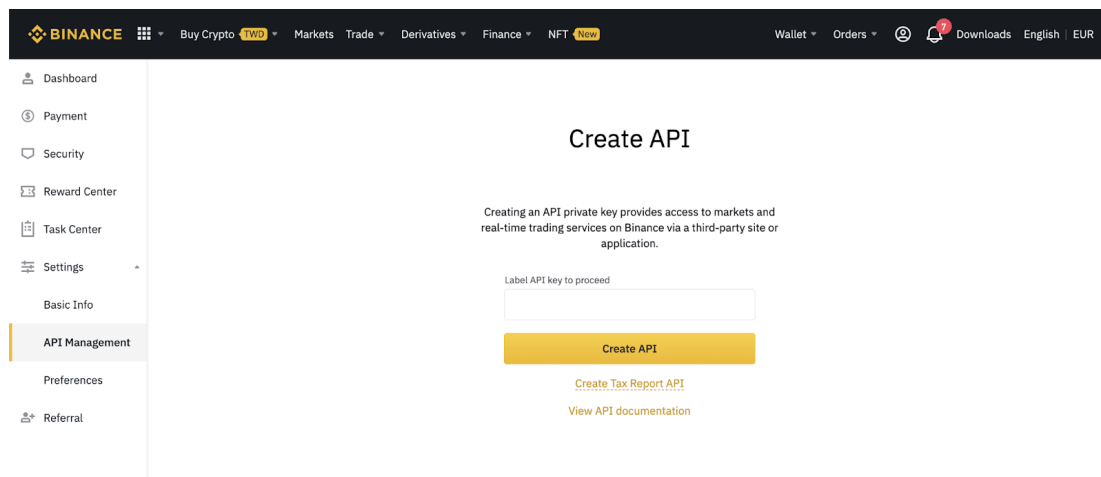 BINANCE Buy Crypto TWD Markets Trade Derivatives Finance NFT New Wallet Orders 7 Downloads English | EUR
Dashboard
Payment
Security
Reward Center
Task Center
Settings
Basic Info
API Management
Preferences
Referral
Create API
Creating an API private key provides access to markets and
real-time trading services on Binance via a third-party site or
application.
Label API key to proceed
Create API
Create Tax Report API
View API documentation